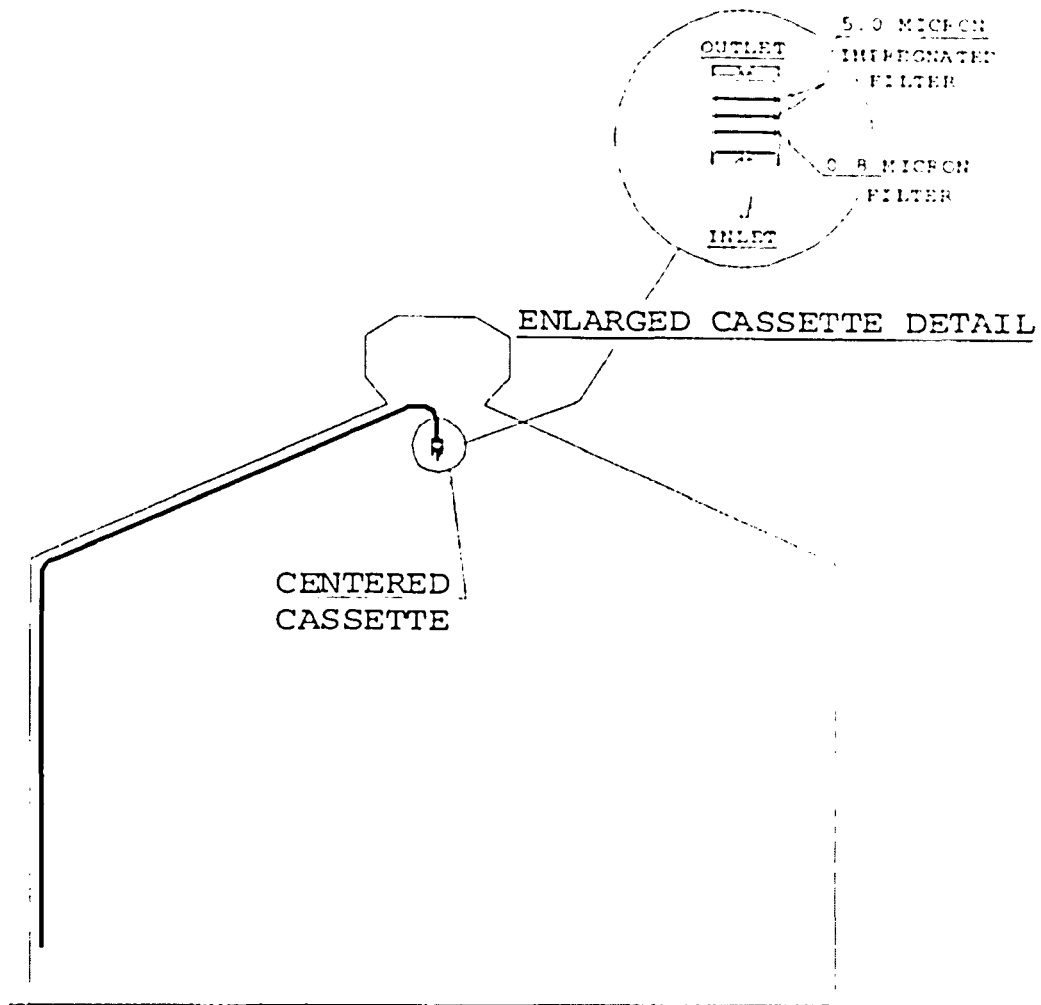 5.0 MICRON
IMPREGNATED
FILTER
OUTLET
0.8 MICRON
FILTER
INLET
ENLARGED CASSETTE DETAIL
CENTERED
CASSETTE